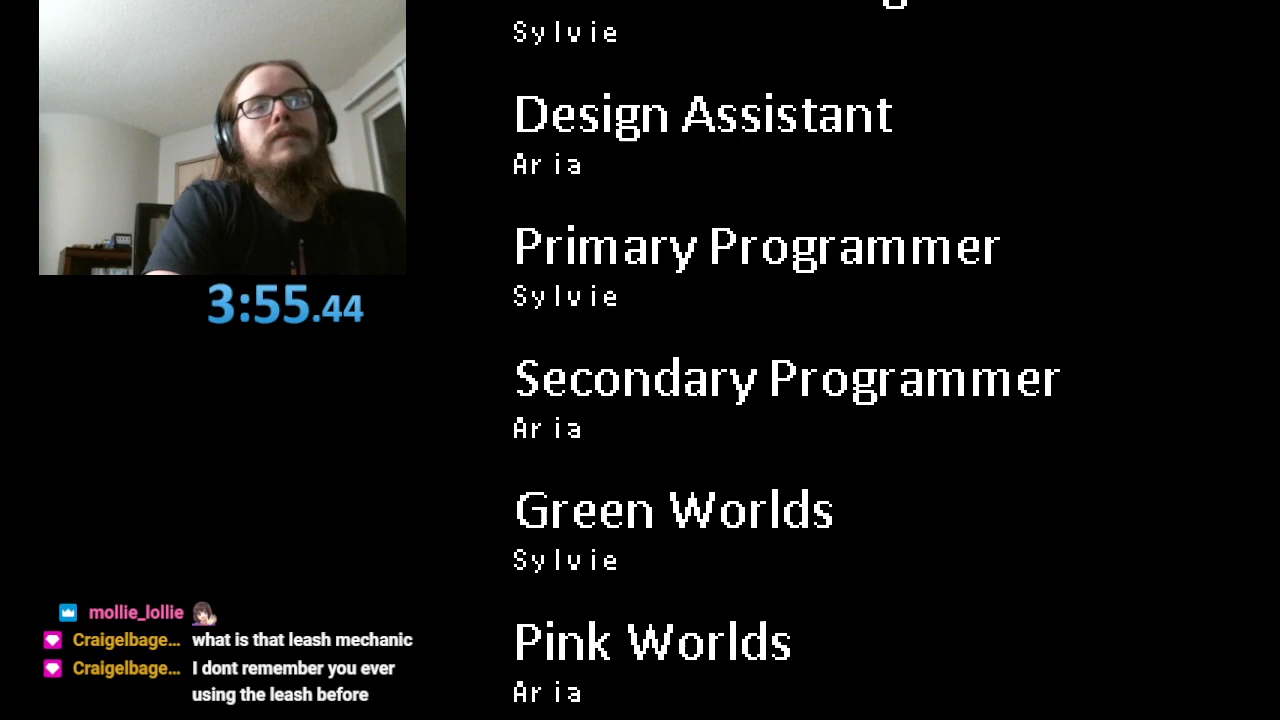 Sylvie
Design Assistant
Aria
Primary Programmer
Sylvie
Secondary Programmer
Aria
Green Worlds
Sylvie
Pink Worlds
Aria
3:55.44
mollie_lollie
Craigelbage... what is that leash mechanic
Craigelbage... I dont remember you ever
using the leash before